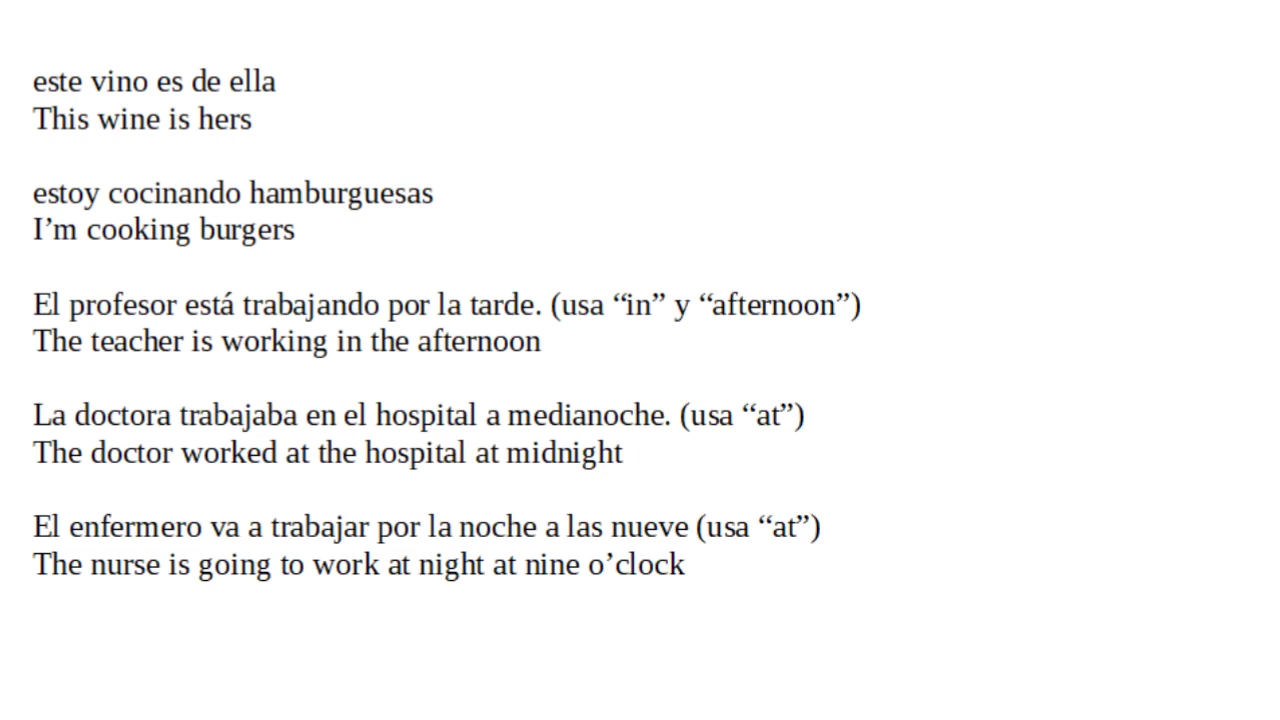 este vino es de ella
This wine is hers
estoy cocinando hamburguesas
I’m cooking burgers
El profesor está trabajando por la tarde. (usa “in” y “afternoon”)
The teacher is working in the afternoon
La doctora trabajaba en el hospital a medianoche. (usa “at”)
The doctor worked at the hospital at midnight
El enfermero va a trabajar por la noche a las nueve (usa “at”)
The nurse is going to work at night at nine o’clock